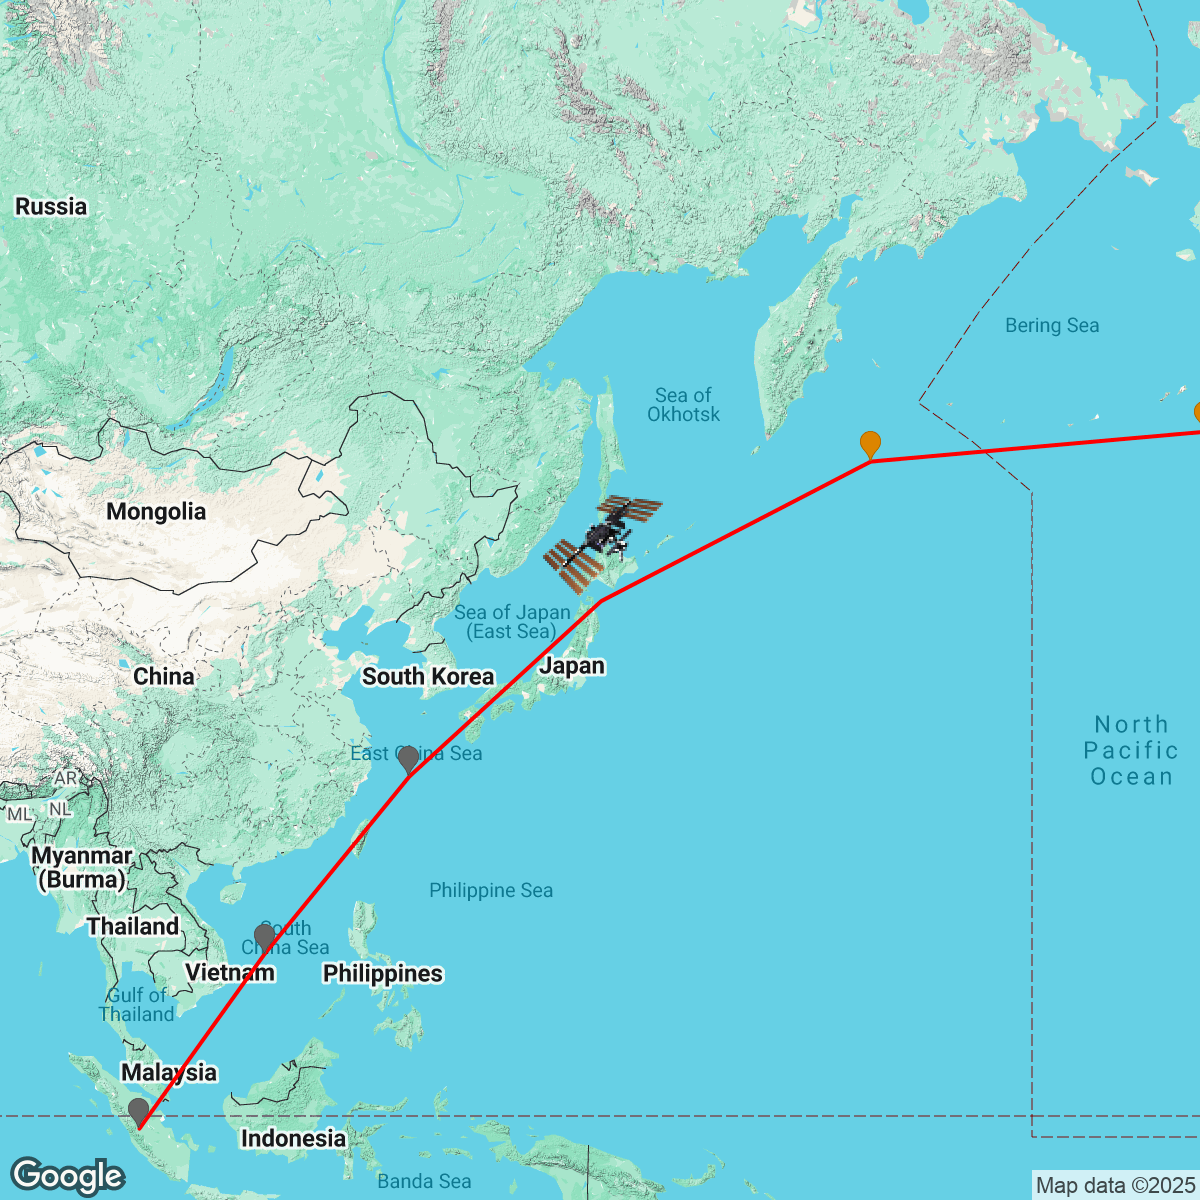 Russia
Bering Sea
Sea of
Okhotsk
Mongolia
Sea of Japan
(East Sea)
Japan
China
South Korea
North
Pacific
Ocean
East China Sea
AR
NL
ML
Myanmar
(Burma)
Philippine Sea
Thailand
South
China Sea
Vietnam
Philippines
Gulf of
Thailand
Malaysia
Indonesia
Banda Sea
Google
Map data ©2025